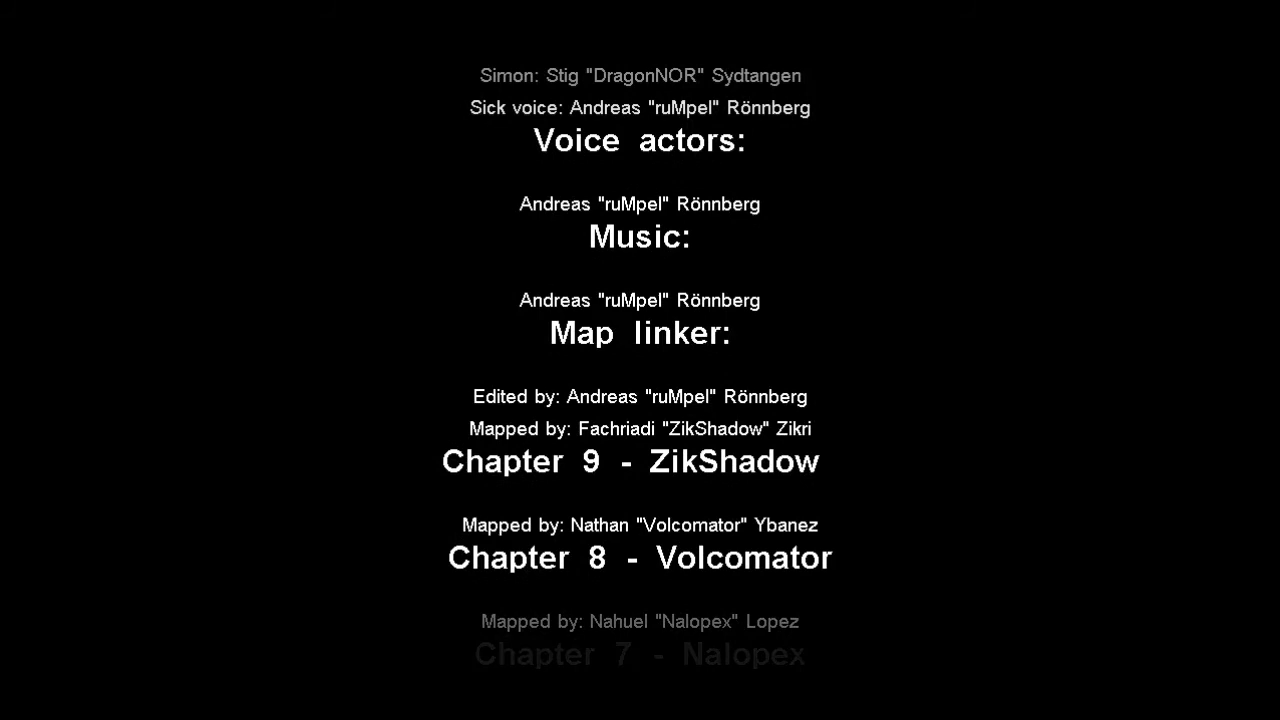 Simon: Stig "DragonNOR" Sydtangen
Sick voice: Andreas "ruMpel" Rönnberg
Voice actors:
Andreas "ruMpel" Rönnberg
Music:
Andreas "ruMpel" Rönnberg
Map linker:
Edited by: Andreas "ruMpel" Rönnberg
Mapped by: Fachriadi "ZikShadow" Zikri
Chapter 9 - ZikShadow
Mapped by: Nathan "Volcomator" Ybanez
Chapter 8 - Volcomator
Mapped by: Nahuel "Nalopex" Lopez
Chapter 7 - Nalopex